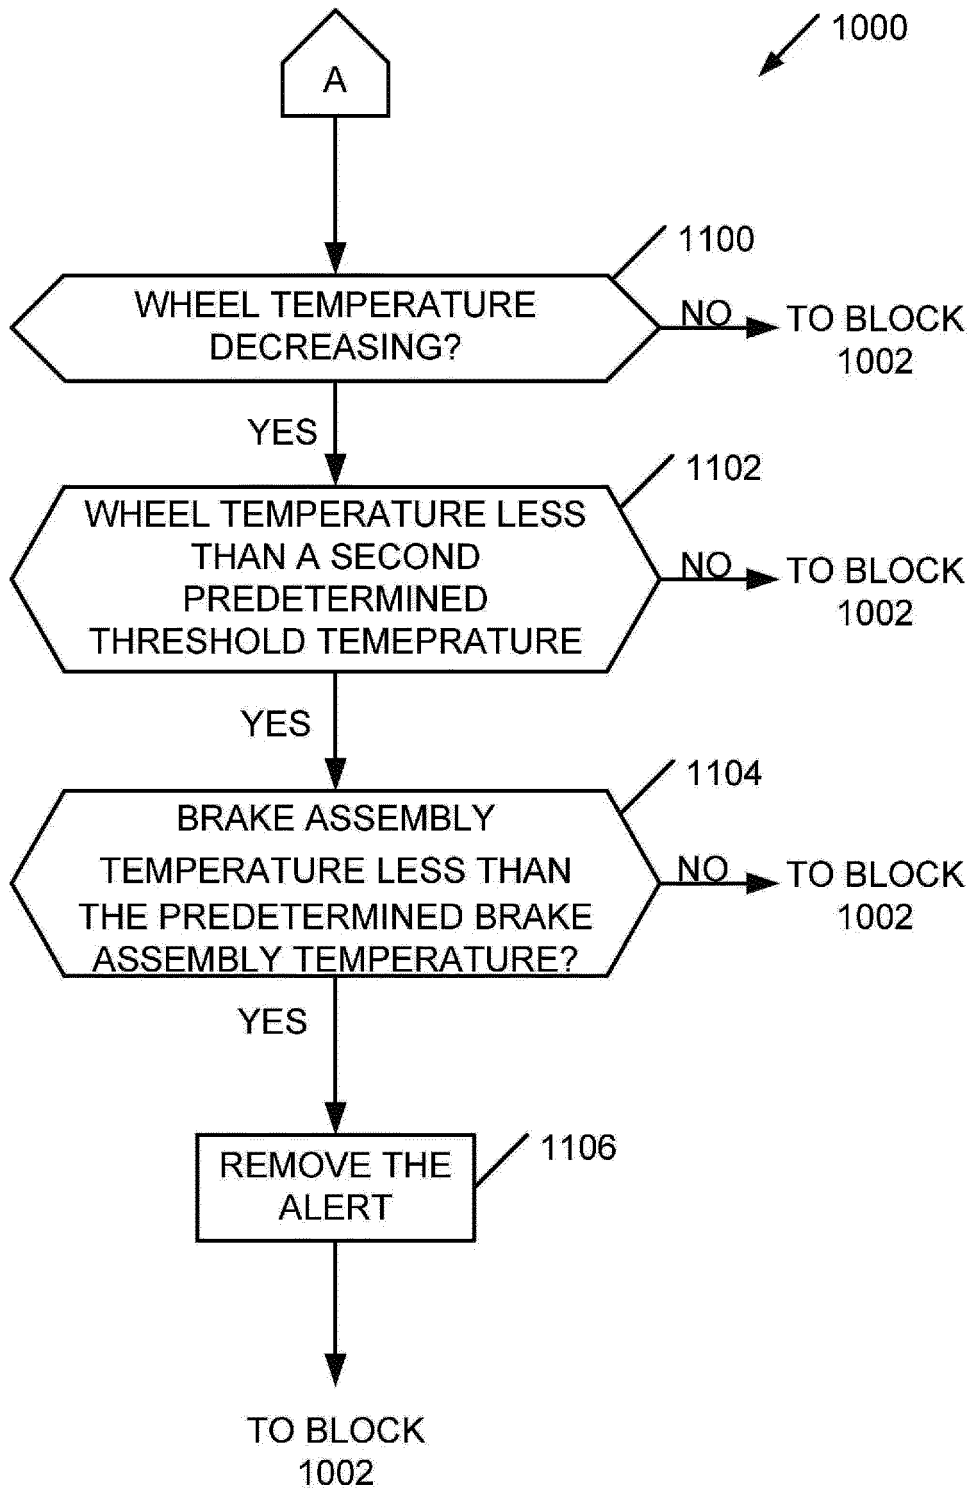 1000
A
1100
WHEEL TEMPERATURE
DECREASING?
NO
TO BLOCK
1002
YES
1102
WHEEL TEMPERATURE LESS
THAN A SECOND
PREDETERMINED
THRESHOLD TEMEPRATURE
NO
TO BLOCK
1002
YES
1104
BRAKE ASSEMBLY
TEMPERATURE LESS THAN
THE PREDETERMINED BRAKE
ASSEMBLY TEMPERATURE?
NO
TO BLOCK
1002
YES
1106
REMOVE THE
ALERT
TO BLOCK
1002